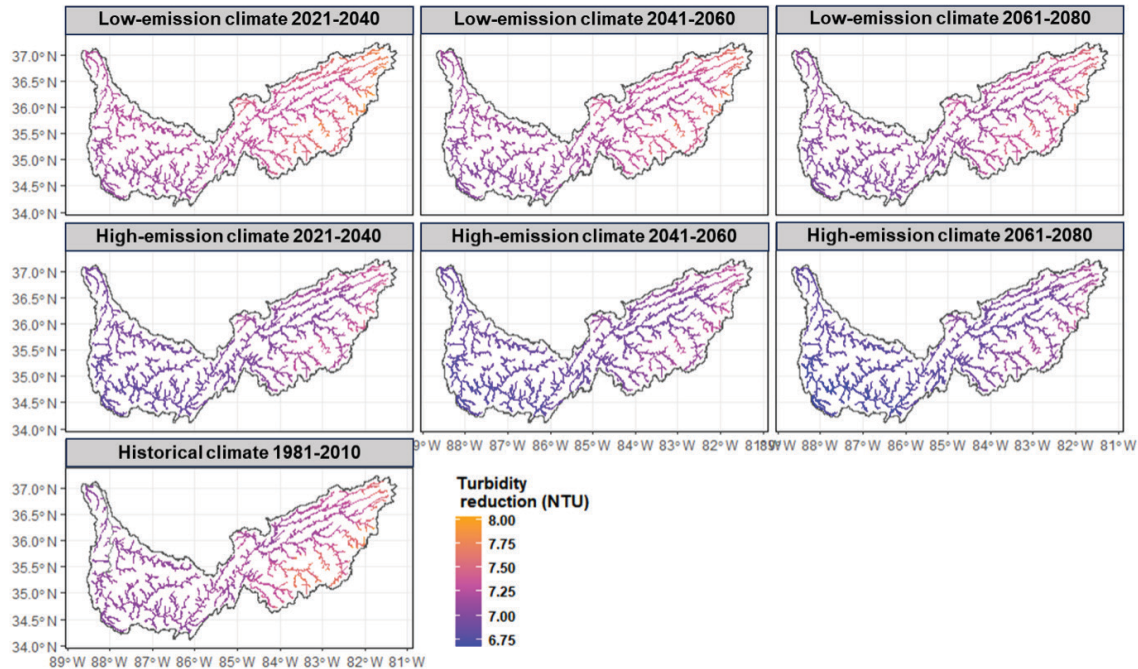 Low-emission climate 2021-2040
Low-emission climate 2041-2060
Low-emission climate 2061-2080
37.0° N
36.5° N
36.0° N
35.5° N
35.0° N
34.5° N
34.0° N
High-emission climate 2021-2040
High-emission climate 2041-2060
High-emission climate 2061-2080
37.0° N
36.5° N
36.0° N
35.5° N
35.0° N
34.5° N
34.0° N
88° W 87° W 86° W 85° W 84° W 83° W 82° W
88° W 87° W 86° W 85° W 84° W 83° W 82° W 81° W
Historical climate 1981-2010
37.0° N
36.5° N
36.0° N
35.5° N
35.0° N
34.5° N
34.0° N
89° W 88° W 87° W 86° W 85° W 84° W 83° W 82° W 81° W
Turbidity
reduction (NTU)
8.00
7.75
7.50
7.25
7.00
6.75